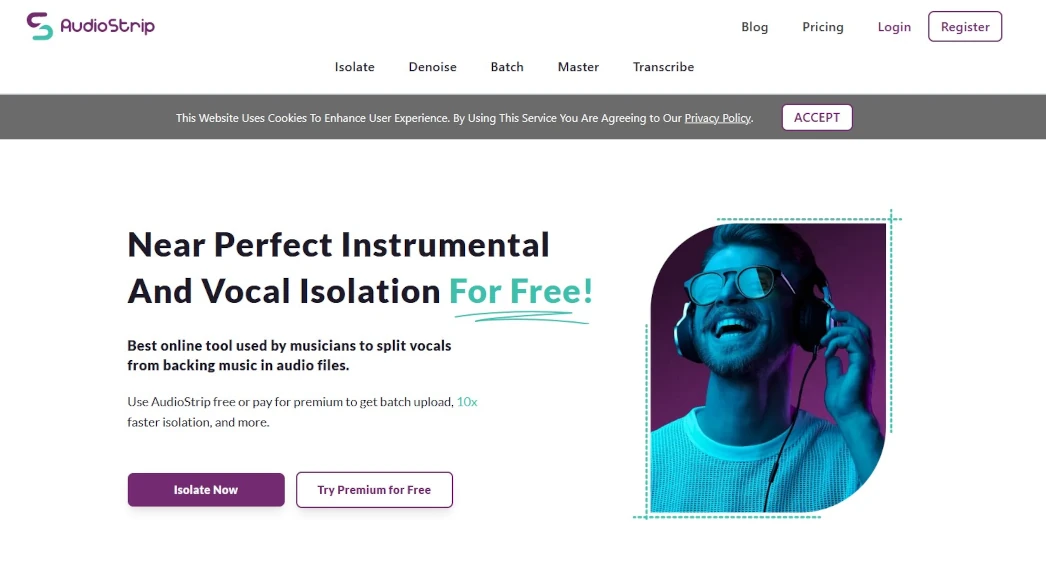 AudioStrip
Blog
Pricing
Login
Register
Isolate
Denoise
Batch
Master
Transcribe
This Website Uses Cookies To Enhance User Experience. By Using This Service You Are Agreeing to Our Privacy Policy.
ACCEPT
Near Perfect Instrumental
And Vocal Isolation For Free!
Best online tool used by musicians to split vocals
from backing music in audio files.
Use AudioStrip free or pay for premium to get batch upload, 10x
faster isolation, and more.
Isolate Now
Try Premium for Free